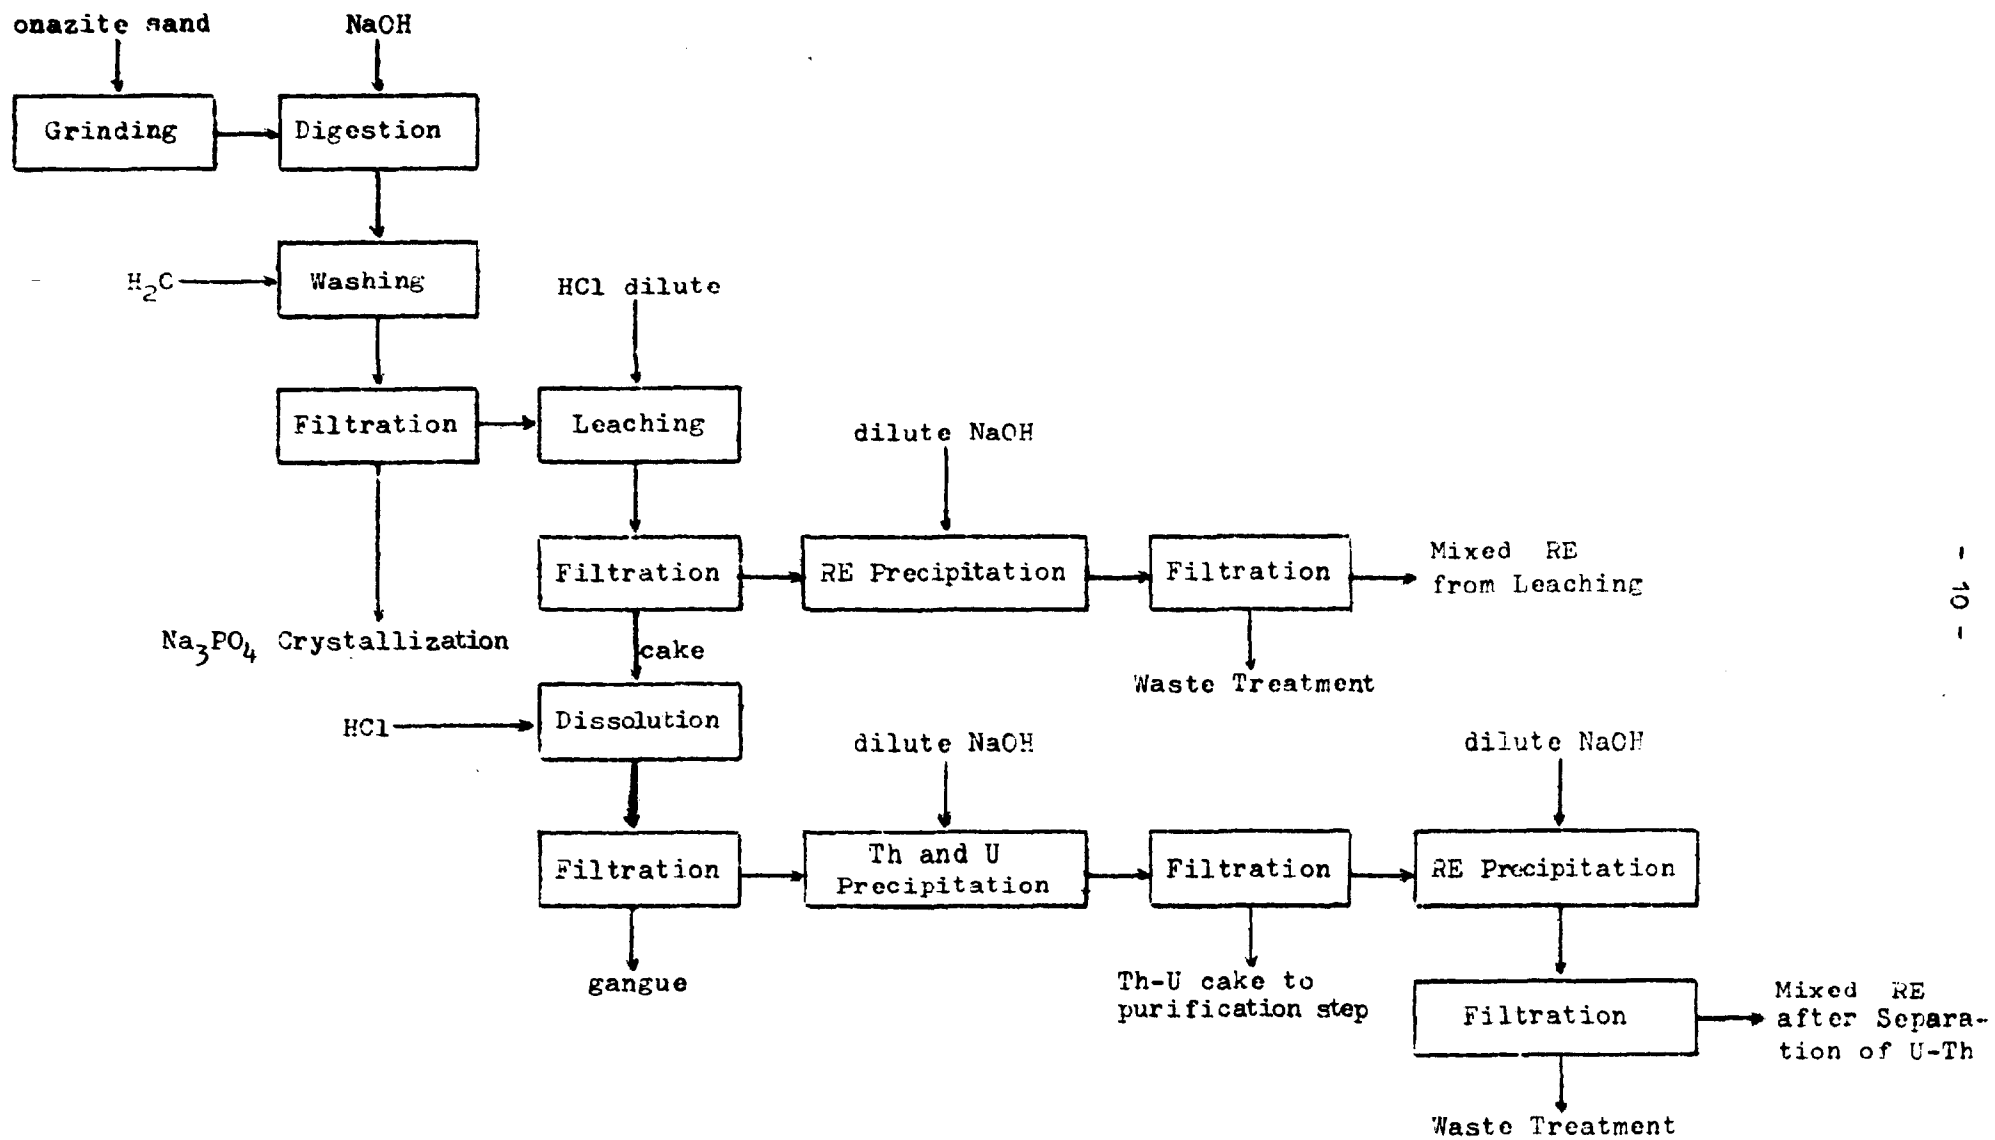 onazite sand
NaOH
Grinding
Digestion
H2C
Washing
HCl dilute
Filtration
Leaching
dilute NaOH
Filtration
RE Precipitation
Filtration
Mixed RE
from Leaching
- 10 -
Na3PO4 Crystallization
cake
Waste Treatment
HCl
Dissolution
dilute NaOH
dilute NaOH
Filtration
Th and U
Precipitation
Filtration
RE Precipitation
gangue
Th-U cake to
purification step
Filtration
Mixed RE
after Separa-
tion of U-Th
Waste Treatment